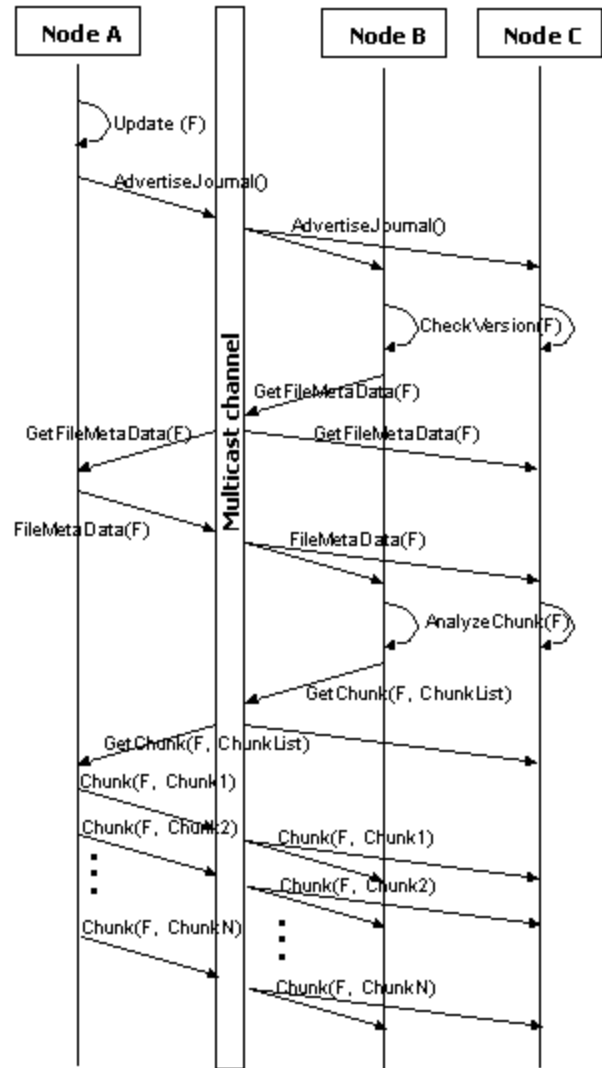 Node A
Node B
Node C
Update (F)
AdvertiseJournal()
AdvertiseJournal()
CheckVersion(F)
Multicast channel
GetFileMetaData(F)
GetFileMetaData(F)
GetFileMetaData(F)
FileMetaData(F)
FileMetaData(F)
AnalyzeChunk(F)
GetChunk(F, ChunkList)
GetChunk(F, ChunkList)
Chunk(F, Chunk1)
Chunk(F, Chunk2)
Chunk(F, Chunk1)
Chunk(F, Chunk2)
Chunk(F, ChunkN)
Chunk(F, ChunkN)